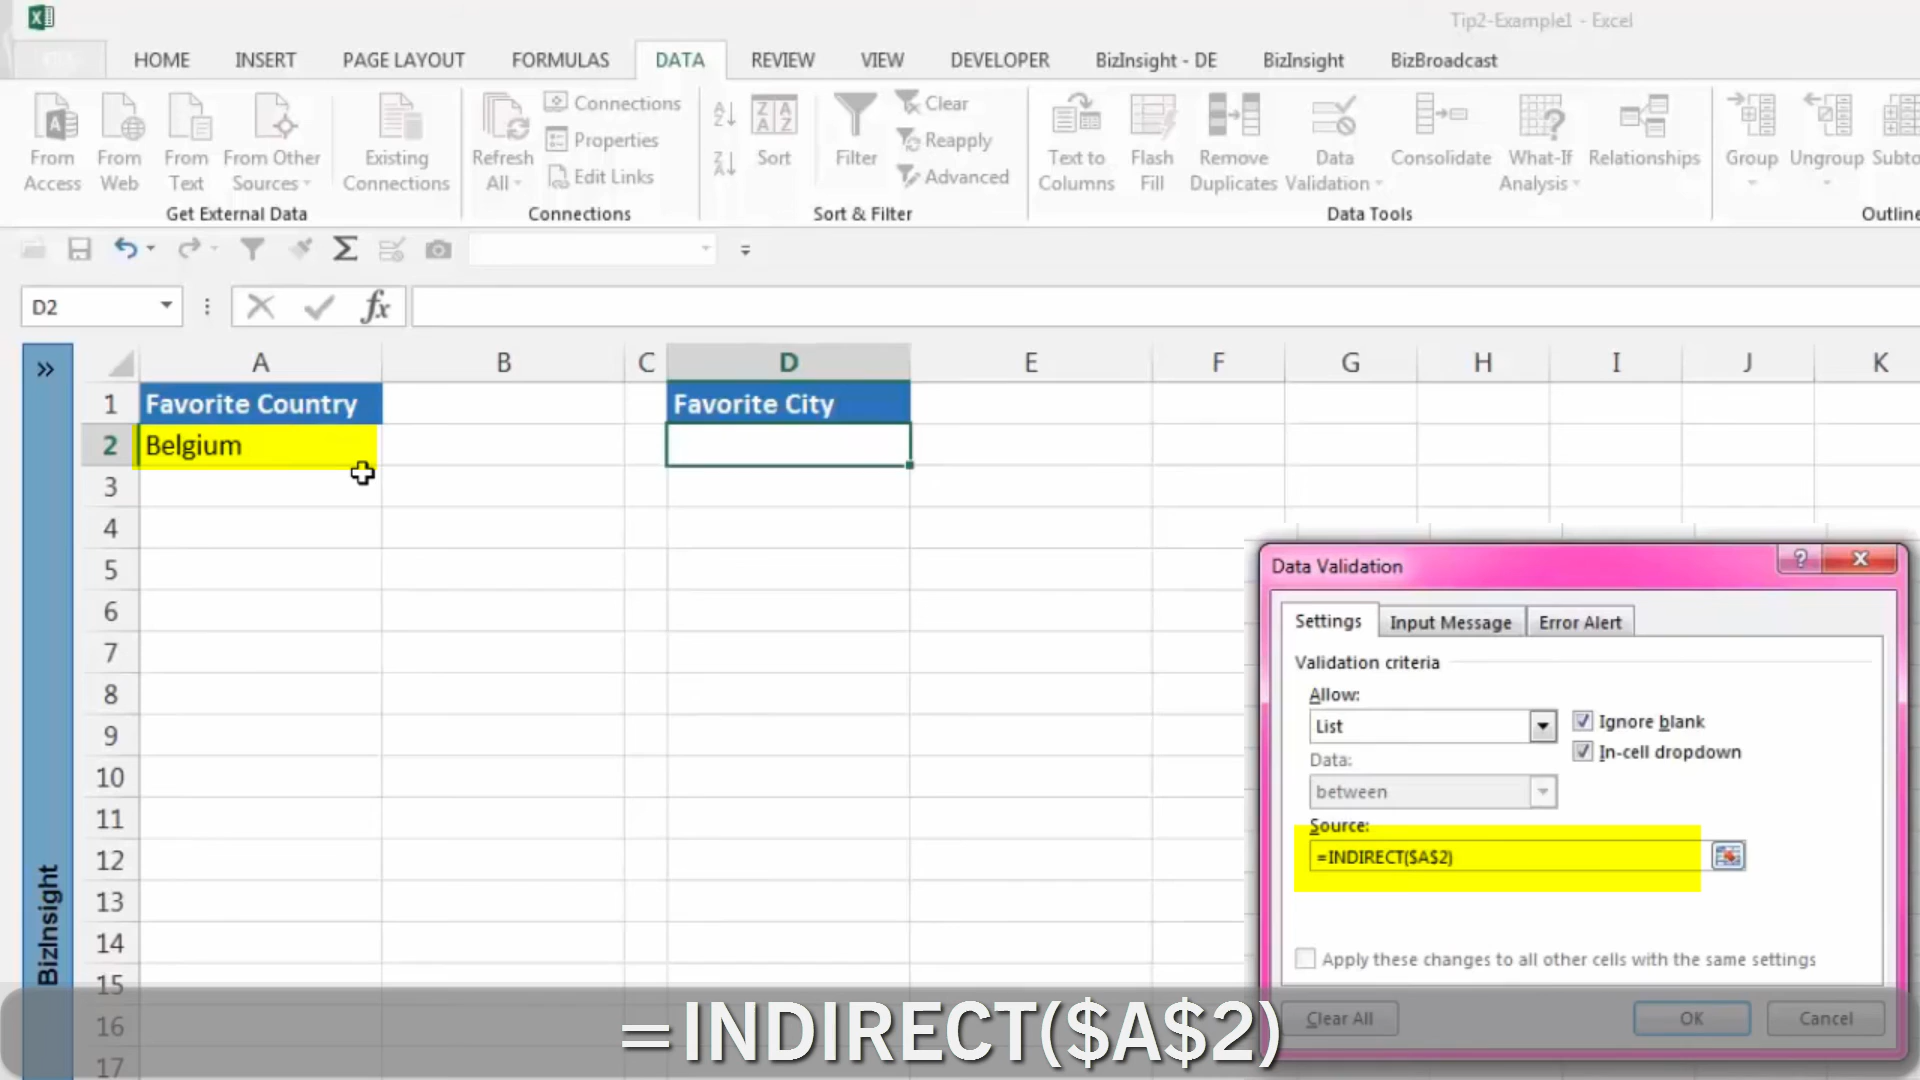 Tip2-Example1 - Excel
HOME INSERT PAGE LAYOUT FORMULAS DATA REVIEW VIEW DEVELOPER BizInsight - DE BizInsight BizBroadcast
From Access
From Web
From Text
From Other Sources
Existing Connections
Get External Data
Refresh All
Connections
Properties
Edit Links
Connections
Sort
Filter
Clear
Reapply
Advanced
Sort & Filter
Text to Columns
Flash Fill
Remove Duplicates
Data Validation
Consolidate
What-If Analysis
Relationships
Data Tools
Group
Ungroup
Subto
Outline
D2
fx
A B C D E F G H I J K
1 Favorite Country Favorite City
2 Belgium
3
4
5
6
7
8
9
10
11
12
13
14
15
16
17
BizInsight
Data Validation
Settings Input Message Error Alert
Validation criteria
Allow:
List
Ignore blank
In-cell dropdown
Data:
between
Source:
=INDIRECT($A$2)
Apply these changes to all other cells with the same settings
Clear All OK Cancel
=INDIRECT($A$2)